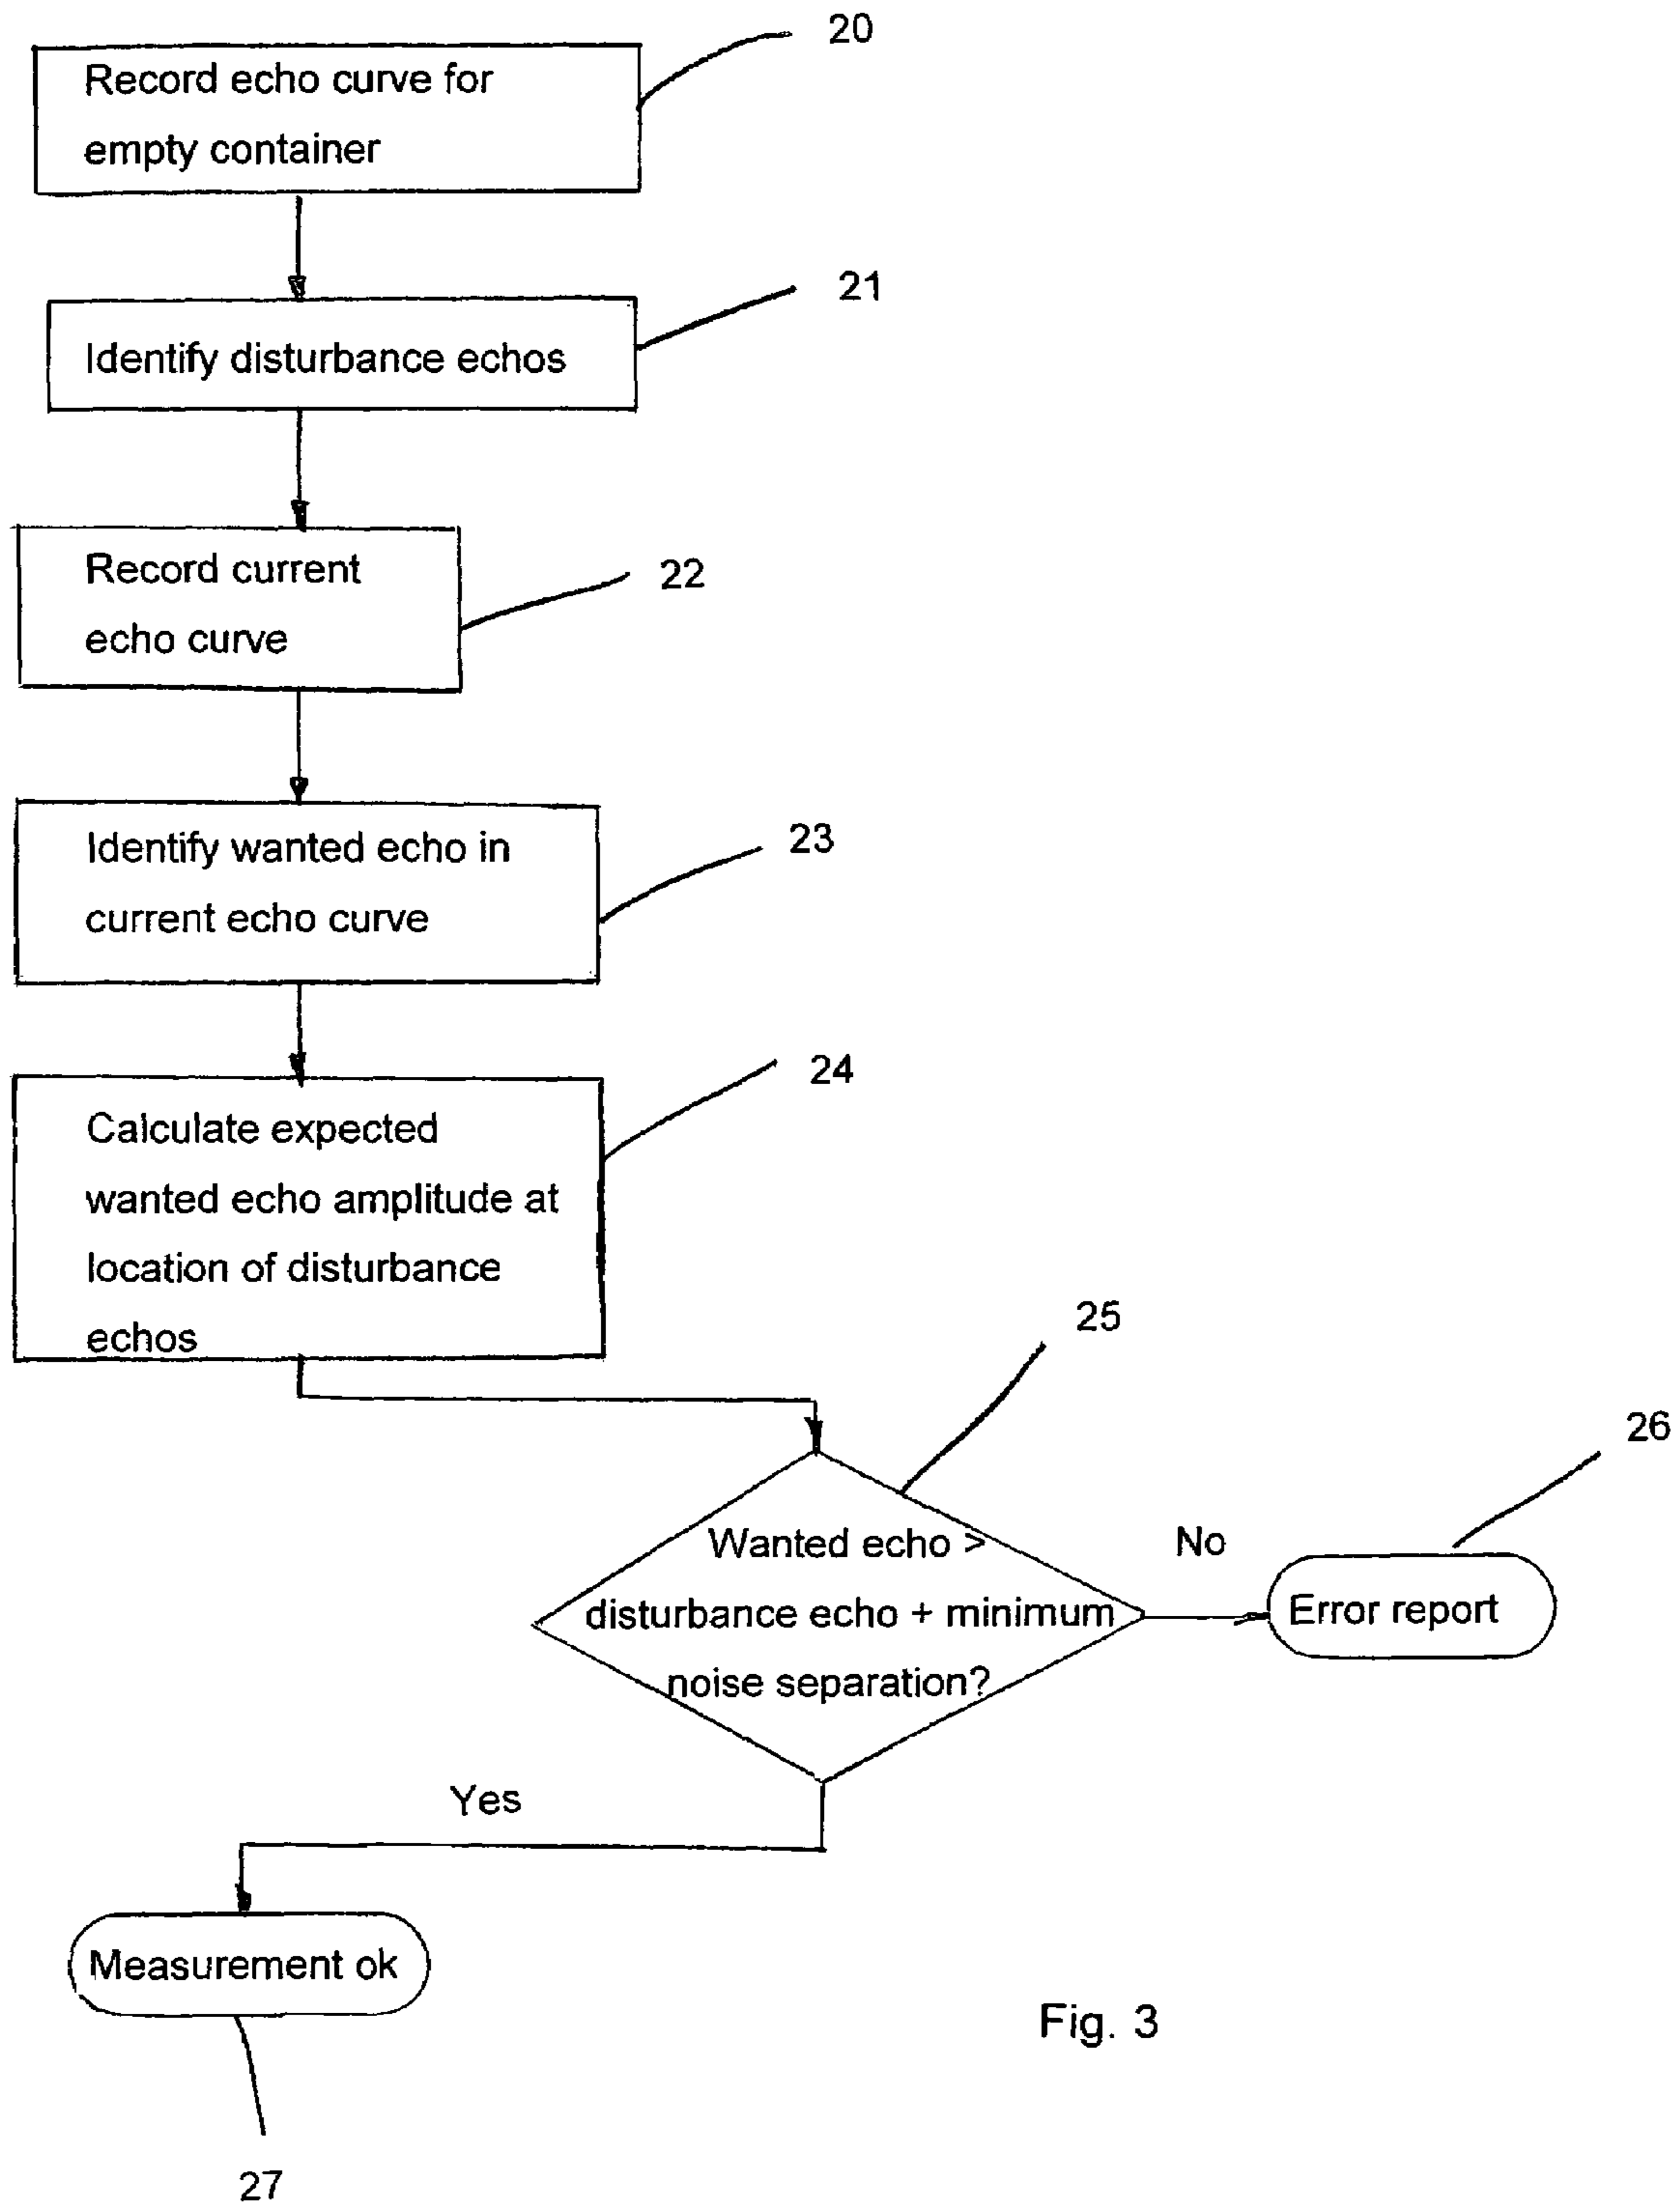 20
Record echo curve for
empty container
21
Identify disturbance echos
Record current
echo curve
22
Identify wanted echo in
current echo curve
23
Calculate expected
wanted echo amplitude at
location of disturbance
echos
24
25
26
Wanted echo >
disturbance echo + minimum
noise separation?
No
Error report
Yes
Measurement ok
Fig. 3
27